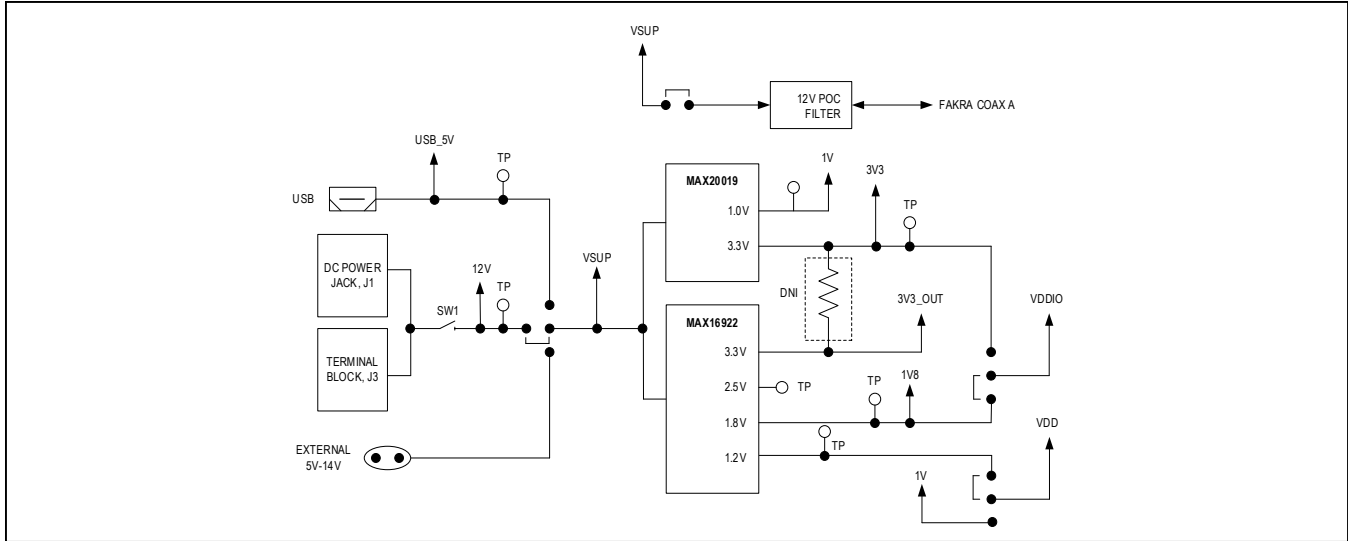 VSUP
12V POC
FILTER
FAKRA COAX A
USB_5V
TP
USB
MAX20019
1V
3V3
TP
1.0V
3.3V
DC POWER
JACK, J1
12V
TP
VSUP
SW1
DNI
3V3_OUT
VDDIO
TERMINAL
BLOCK, J3
MAX16922
3.3V
2.5V
TP
TP
1V8
1.8V
VDD
TP
1.2V
EXTERNAL
5V-14V
1V